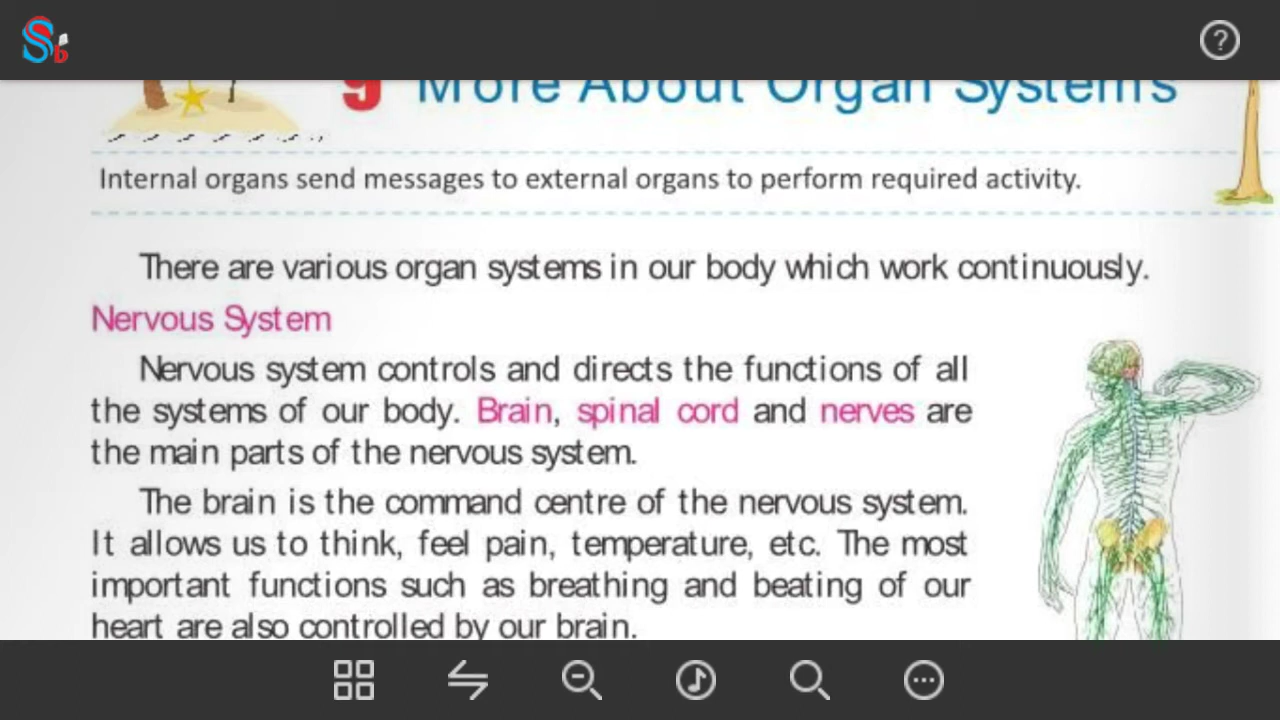 9 More About Organ Systems
Internal organs send messages to external organs to perform required activity.
There are various organ systems in our body which work continuously.
Nervous System
Nervous system controls and directs the functions of all
the systems of our body. Brain, spinal cord and nerves are
the main parts of the nervous system.
The brain is the command centre of the nervous system.
It allows us to think, feel pain, temperature, etc. The most
important functions such as breathing and beating of our
heart are also controlled by our brain.